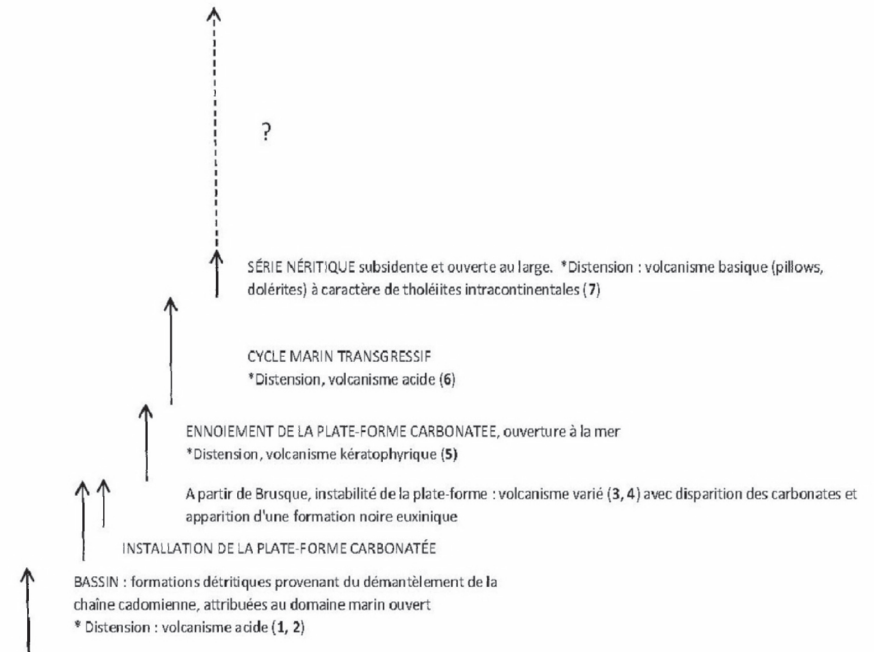 ?
SÉRIE NÉRITIQUE subsidente et ouverte au large. *Distension : volcanisme basique (pillows,
dolérites) à caractère de tholéiites intracontinentales (7)
CYCLE MARIN TRANSGRESSIF
*Distension, volcanisme acide (6)
ENNOIEMENT DE LA PLATE-FORME CARBONATEE, ouverture à la mer
*Distension, volcanisme kératophyrique (5)
A partir de Brusque, instabilité de la plate-forme : volcanisme varié (3, 4) avec disparition des carbonates et
apparition d'une formation noire euxinique
INSTALLATION DE LA PLATE-FORME CARBONATÉE
BASSIN : formations détritiques provenant du démantèlement de la
chaîne cadomienne, attribuées au domaine marin ouvert
* Distension : volcanisme acide (1, 2)